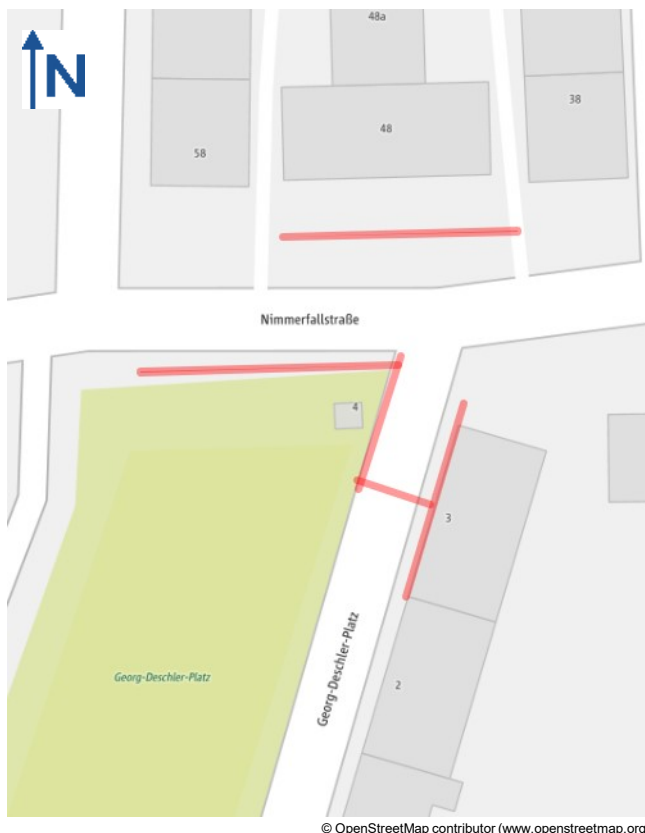 48a
N
38
48
58
Nimmerfallstraße
4
3
Georg-Deschler-Platz
Georg-Deschler-Platz
2
© OpenStreetMap contributor (www.openstreetmap.org